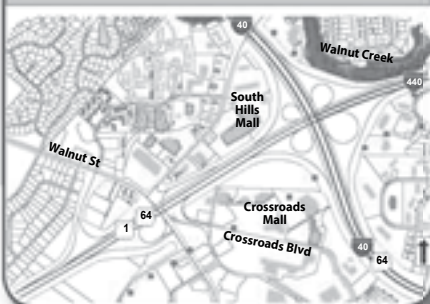 40
Walnut Creek
440
South
Hills
Mall
Walnut St
64
1
Crossroads
Mall
Crossroads Blvd
40
64